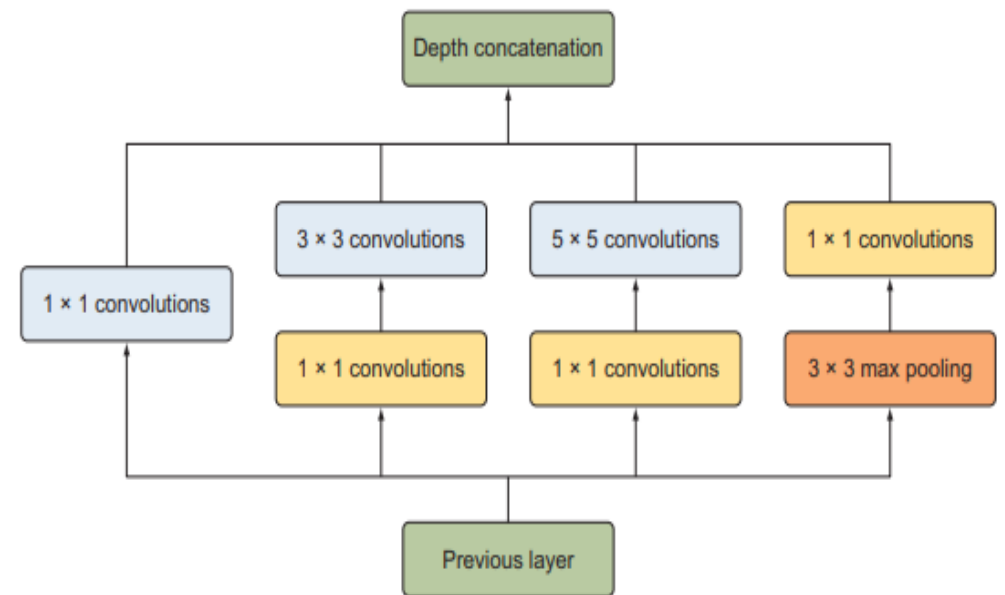 Depth concatenation
3 × 3 convolutions
5 × 5 convolutions
1 × 1 convolutions
1 × 1 convolutions
1 × 1 convolutions
1 × 1 convolutions
3 × 3 max pooling
Previous layer